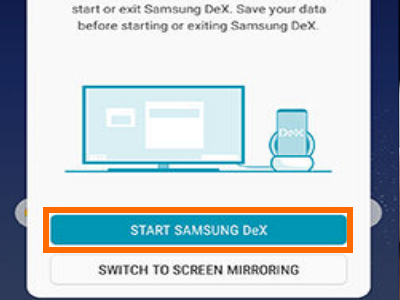 start or exit Samsung DeX. Save your data
before starting or exiting Samsung DeX.
DeX
START SAMSUNG DeX
SWITCH TO SCREEN MIRRORING